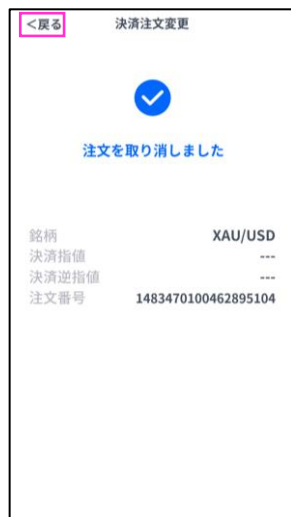 <戻る 決済注文変更
注文を取り消しました
銘柄 XAU/USD
決済指値 ---
決済逆指値 ---
注文番号 1483470100462895104